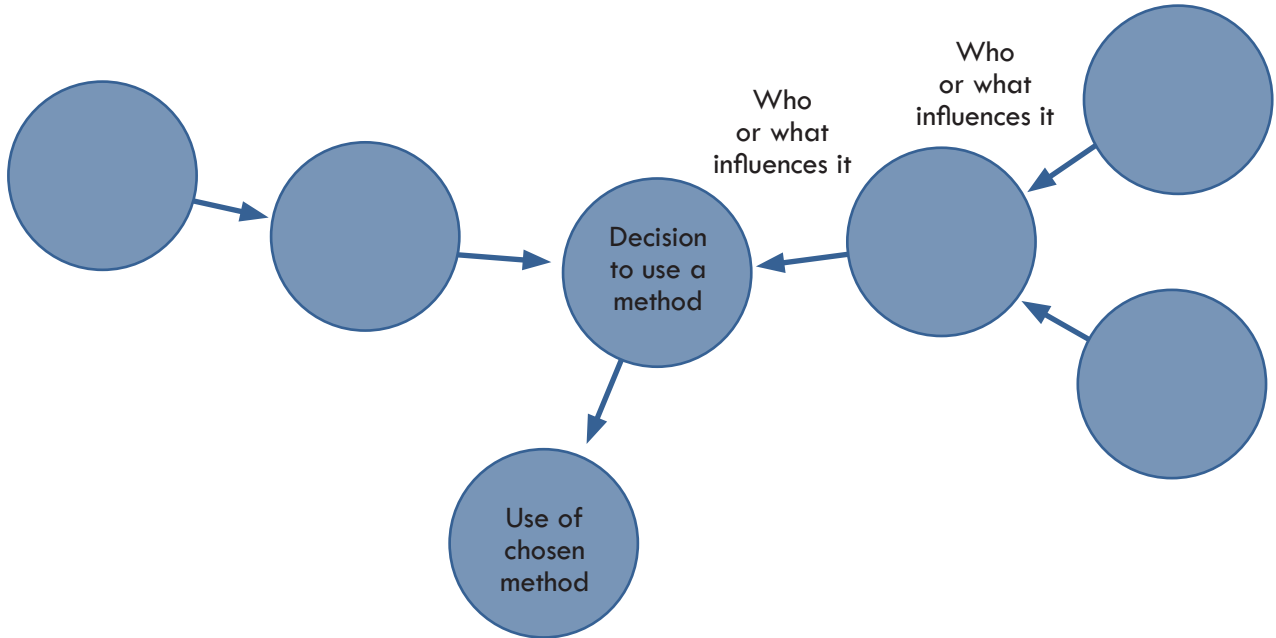 Who
or what
influences it
Who
or what
influences it
Decision
to use a
method
Use of
chosen
method